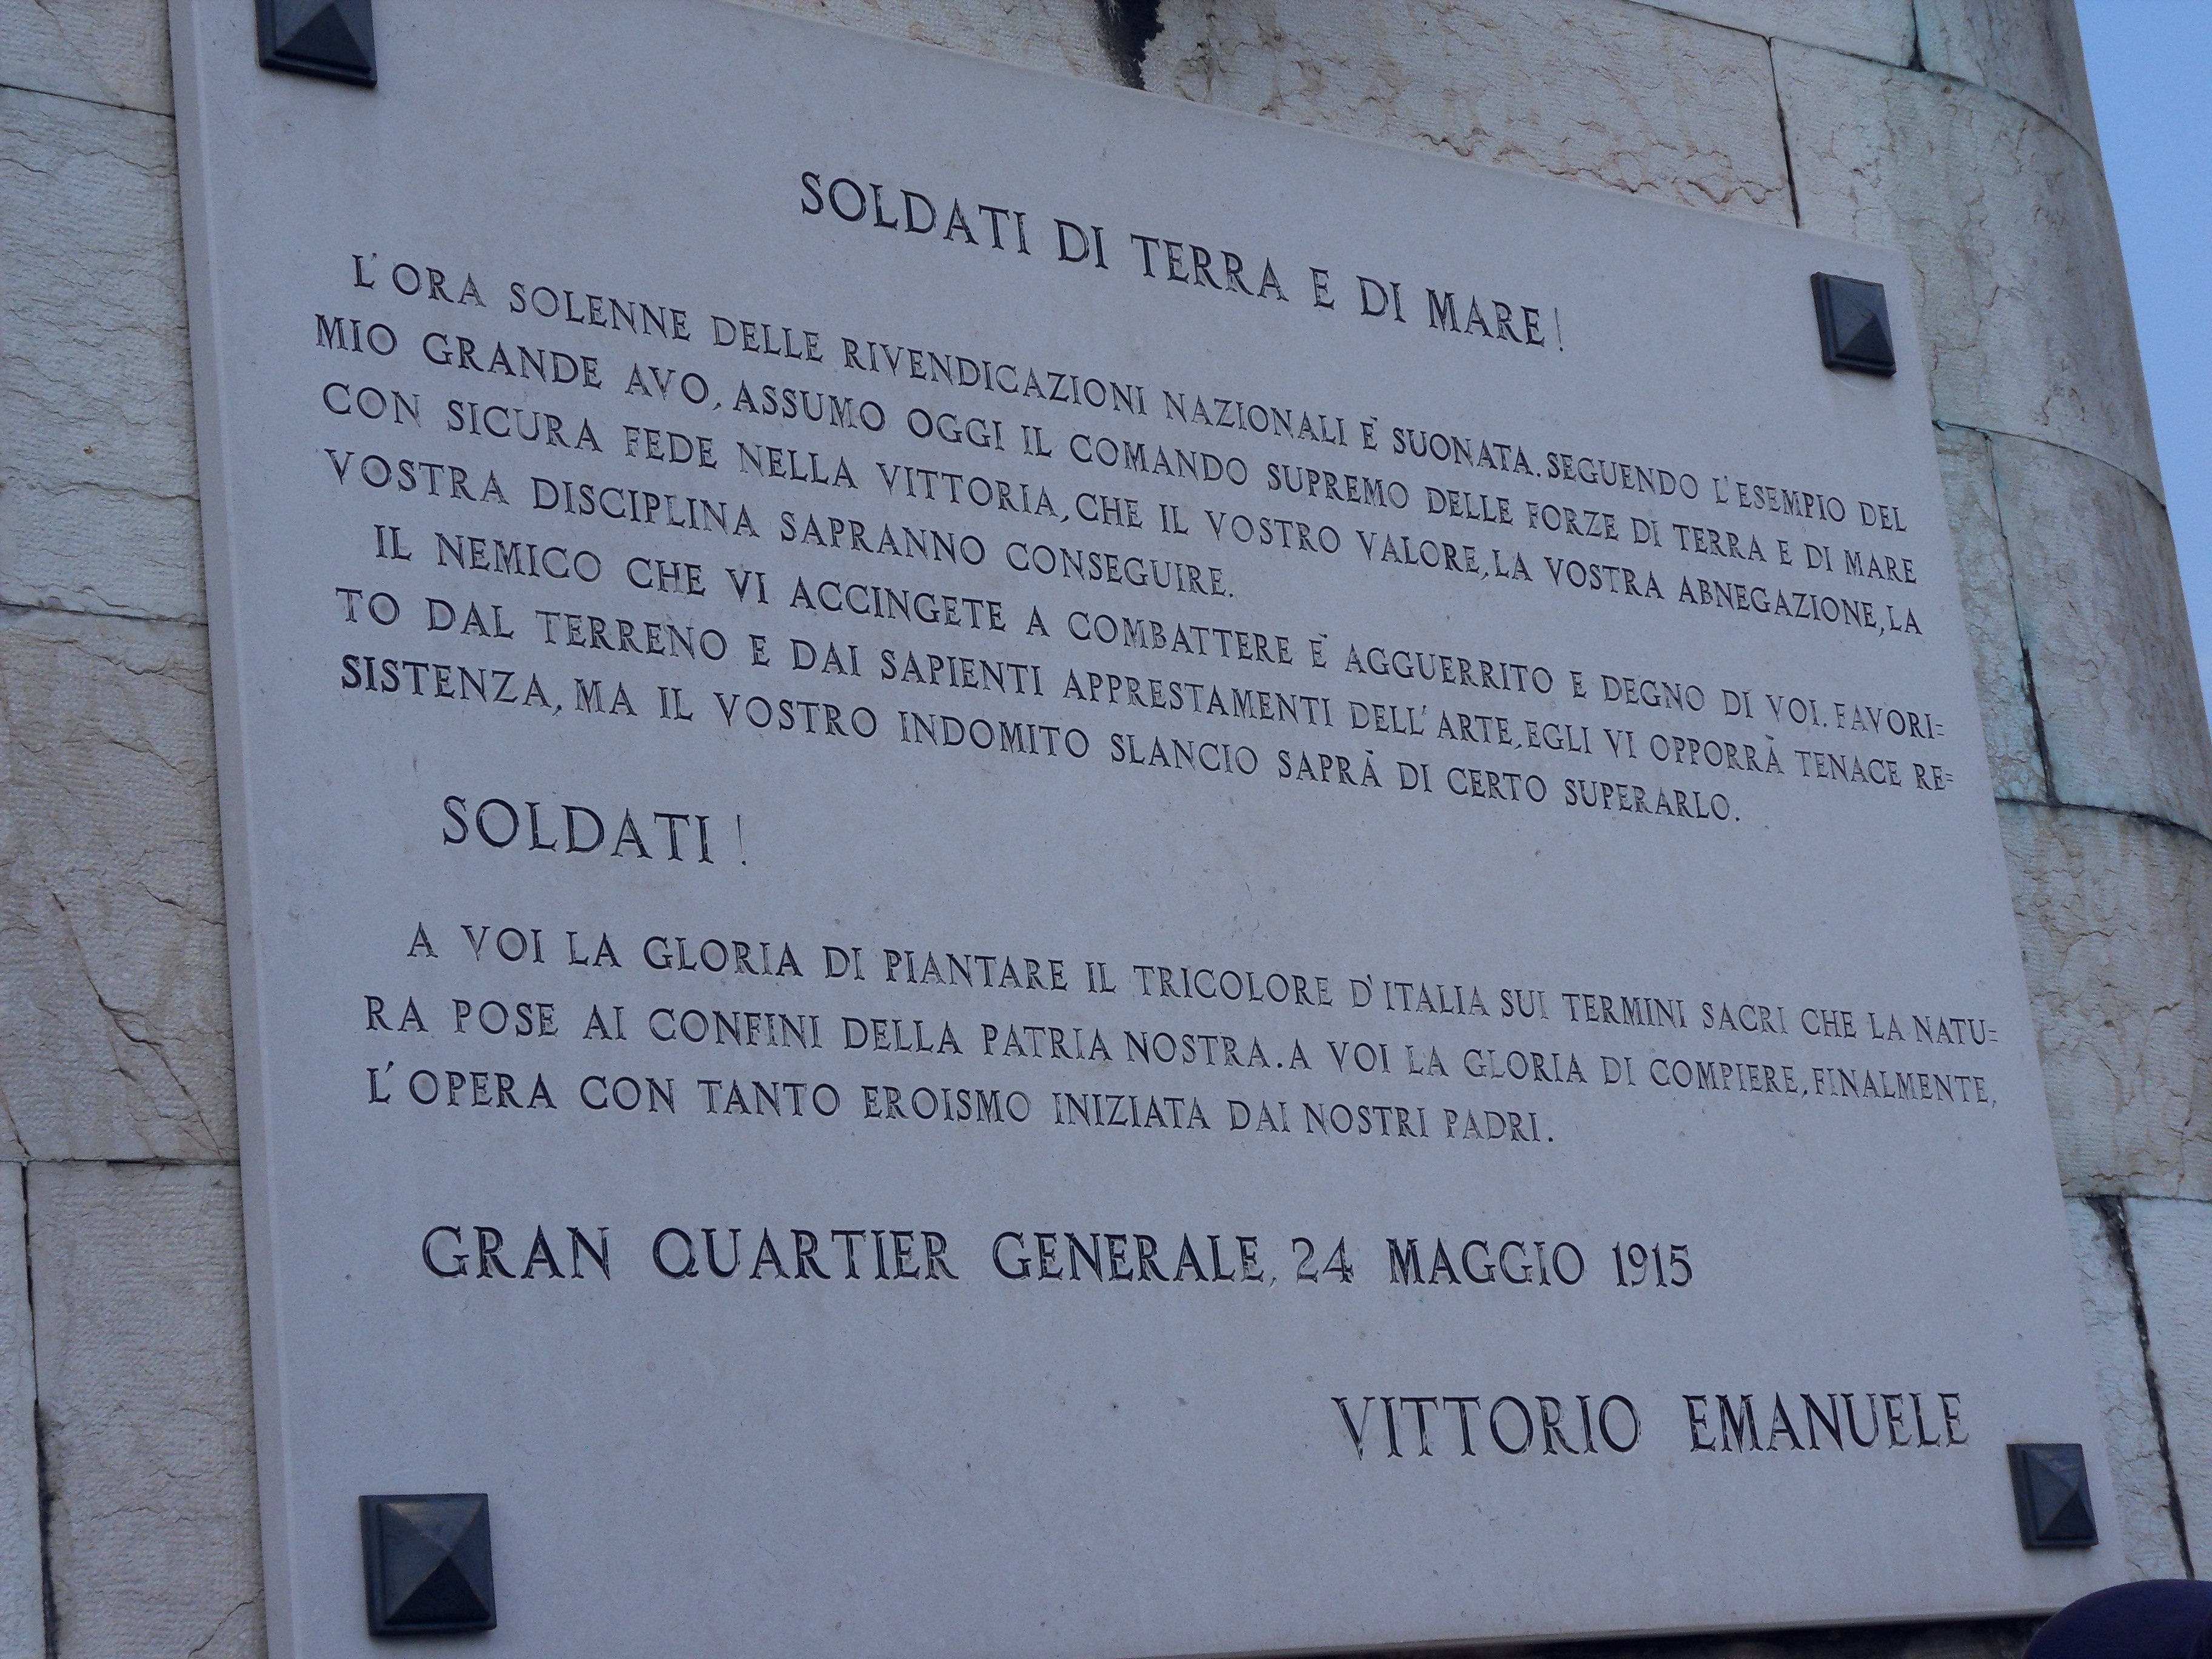 SOLDATI DI TERRA E DI MARE!
L'ORA SOLENNE DELLE RIVENDICAZIONI NAZIONALI È SUONATA. SEGUENDO L'ESEMPIO DEL
MIO GRANDE AVO, ASSUMO OGGI IL COMANDO SUPREMO DELLE FORZE DI TERRA E DI MARE
CON SICURA FEDE NELLA VITTORIA, CHE IL VOSTRO VALORE, LA VOSTRA ABNEGAZIONE, LA
VOSTRA DISCIPLINA SAPRANNO CONSEGUIRE.
IL NEMICO CHE VI ACCINGETE A COMBATTERE È AGGUERRITO E DEGNO DI VOI. FAVORI=
TO DAL TERRENO E DAI SAPIENTI APPRESTAMENTI DELL'ARTE, EGLI VI OPPORRÀ TENACE RE=
SISTENZA, MA IL VOSTRO INDOMITO SLANCIO SAPRÀ DI CERTO SUPERARLO.
SOLDATI!
A VOI LA GLORIA DI PIANTARE IL TRICOLORE D'ITALIA SUI TERMINI SACRI CHE LA NATU=
RA POSE AI CONFINI DELLA PATRIA NOSTRA. A VOI LA GLORIA DI COMPIERE, FINALMENTE,
L'OPERA CON TANTO EROISMO INIZIATA DAI NOSTRI PADRI.
GRAN QUARTIER GENERALE, 24 MAGGIO 1915
VITTORIO EMANUELE